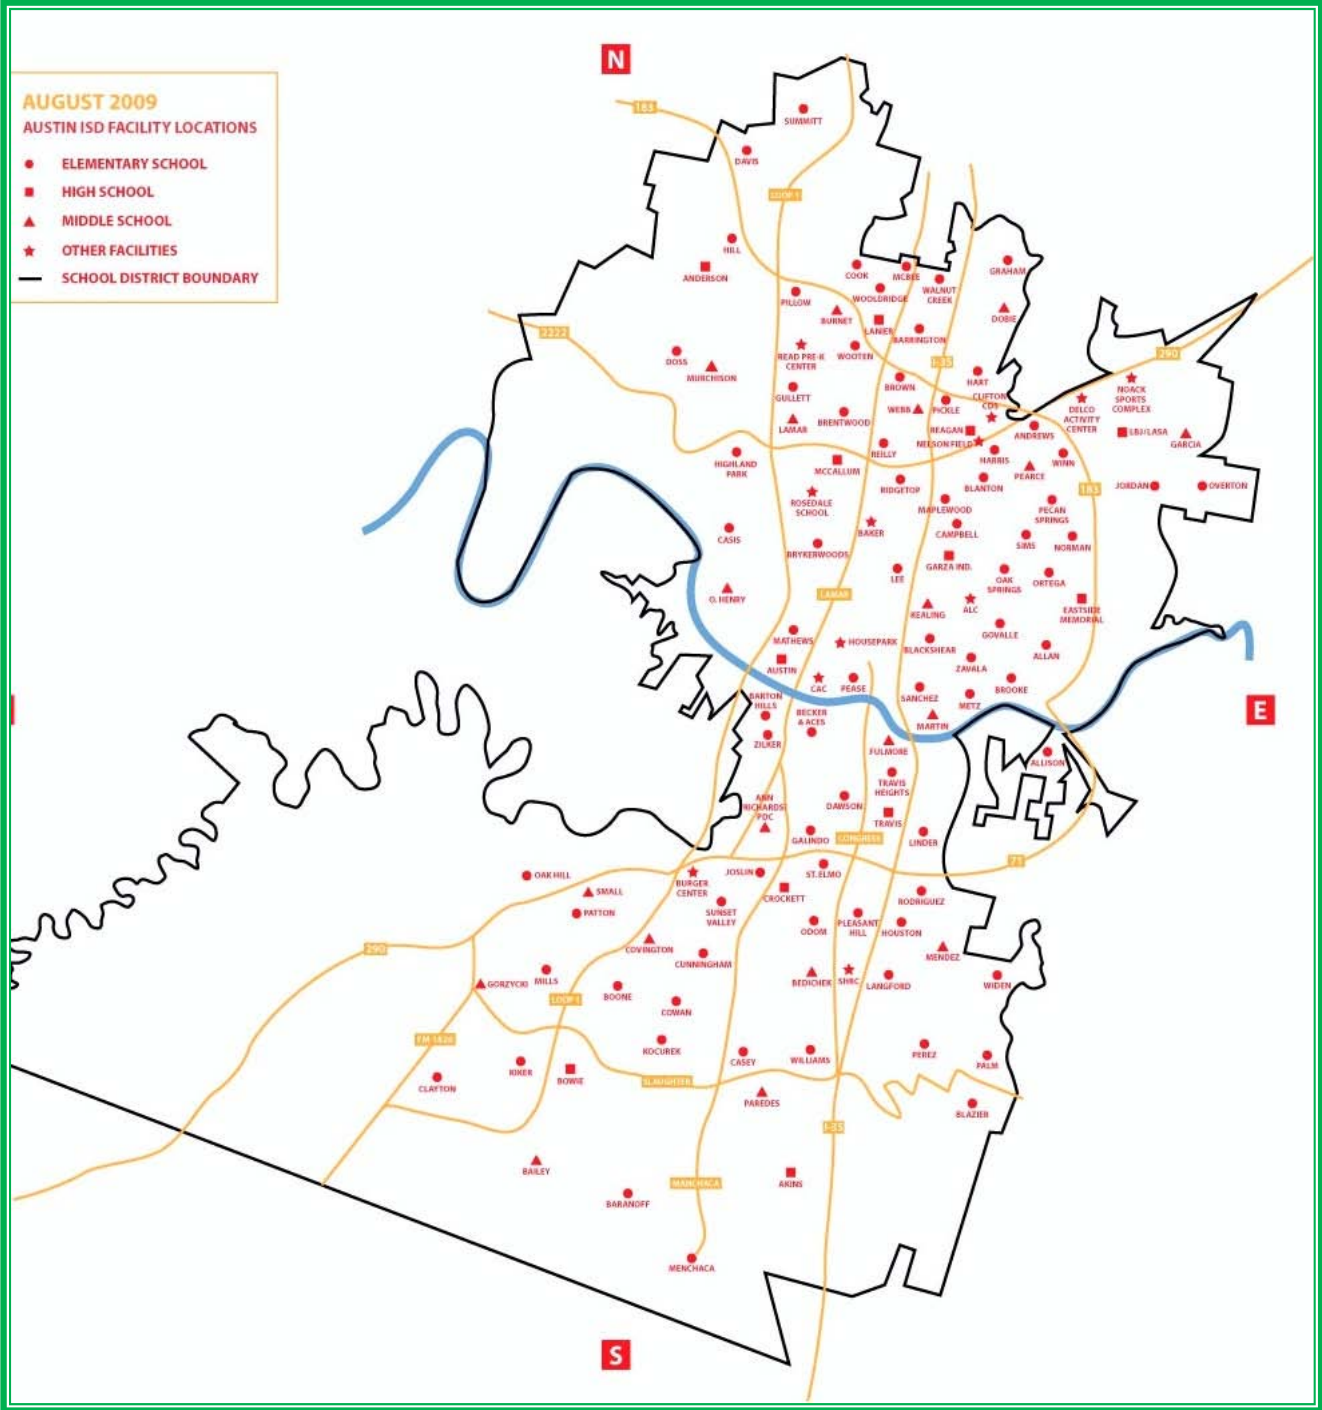 N
AUGUST 2009
AUSTIN ISD FACILITY LOCATIONS
ELEMENTARY SCHOOL
HIGH SCHOOL
MIDDLE SCHOOL
OTHER FACILITIES
SCHOOL DISTRICT BOUNDARY
183
SUMMITT
DAVIS
LOOP 1
HILL
ANDERSON
COOK
MCBEE
GRAHAM
WALNUT
CREEK
WOOLDRIDGE
PILLOW
BURNET
LANIER
DOBIE
BARRINGTON
2222
READ PRE-K
CENTER
WOOTEN
DOSS
MURCHISON
I-35
290
HART
BROWN
NOACK
SPORTS
COMPLEX
GULLETT
CLIFTON
CDS
WEBB
PICKLE
DELCO
ACTIVITY
CENTER
LAMAR
BRENTWOOD
REAGAN
ANDREWS
LBJ/LASA
GARCIA
NELSON FIELD
REILLY
HARRIS
WINN
HIGHLAND
PARK
MCCALLUM
PEARCE
RIDGETOP
BLANTON
183
JORDAN
OVERTON
ROSEDALE
SCHOOL
MAPLEWOOD
PECAN
SPRINGS
CASIS
BAKER
CAMPBELL
SIMS
NORMAN
BRYKERWOODS
GARZA IND.
LEE
OAK
SPRINGS
ORTEGA
O. HENRY
LAMAR
KEALING
ALC
EASTSIDE
MEMORIAL
MATHEWS
HOUSEPARK
GOVALLE
BLACKSHEAR
ALLAN
AUSTIN
ZAVALA
CAC
PEASE
SANCHEZ
METZ
BROOKE
E
BARTON
HILLS
BECKER
& ACES
MARTIN
ZILKER
FULMORE
ALLISON
TRAVIS
HEIGHTS
ANN
RICHARDS
PDC
DAWSON
TRAVIS
GALINDO
CONGRESS
LINDER
71
OAK HILL
BURGER
CENTER
JOSLIN
ST. ELMO
SMALL
CROCKETT
RODRIGUEZ
PATTON
SUNSET
VALLEY
ODOM
PLEASANT
HILL
HOUSTON
290
COVINGTON
CUNNINGHAM
MENDEZ
GORZYCKI
MILLS
BOONE
BEDICHEK
LANGFORD
WIDEN
LOOP 1
COWAN
FM 1826
KOCUREK
CASEY
WILLIAMS
PEREZ
PALM
KIKER
BOWIE
CLAYTON
SLAUGHTER
PAREDES
BLAZIER
I-35
BAILEY
MANCHACA
AKINS
BARANOFF
MENCHACA
S